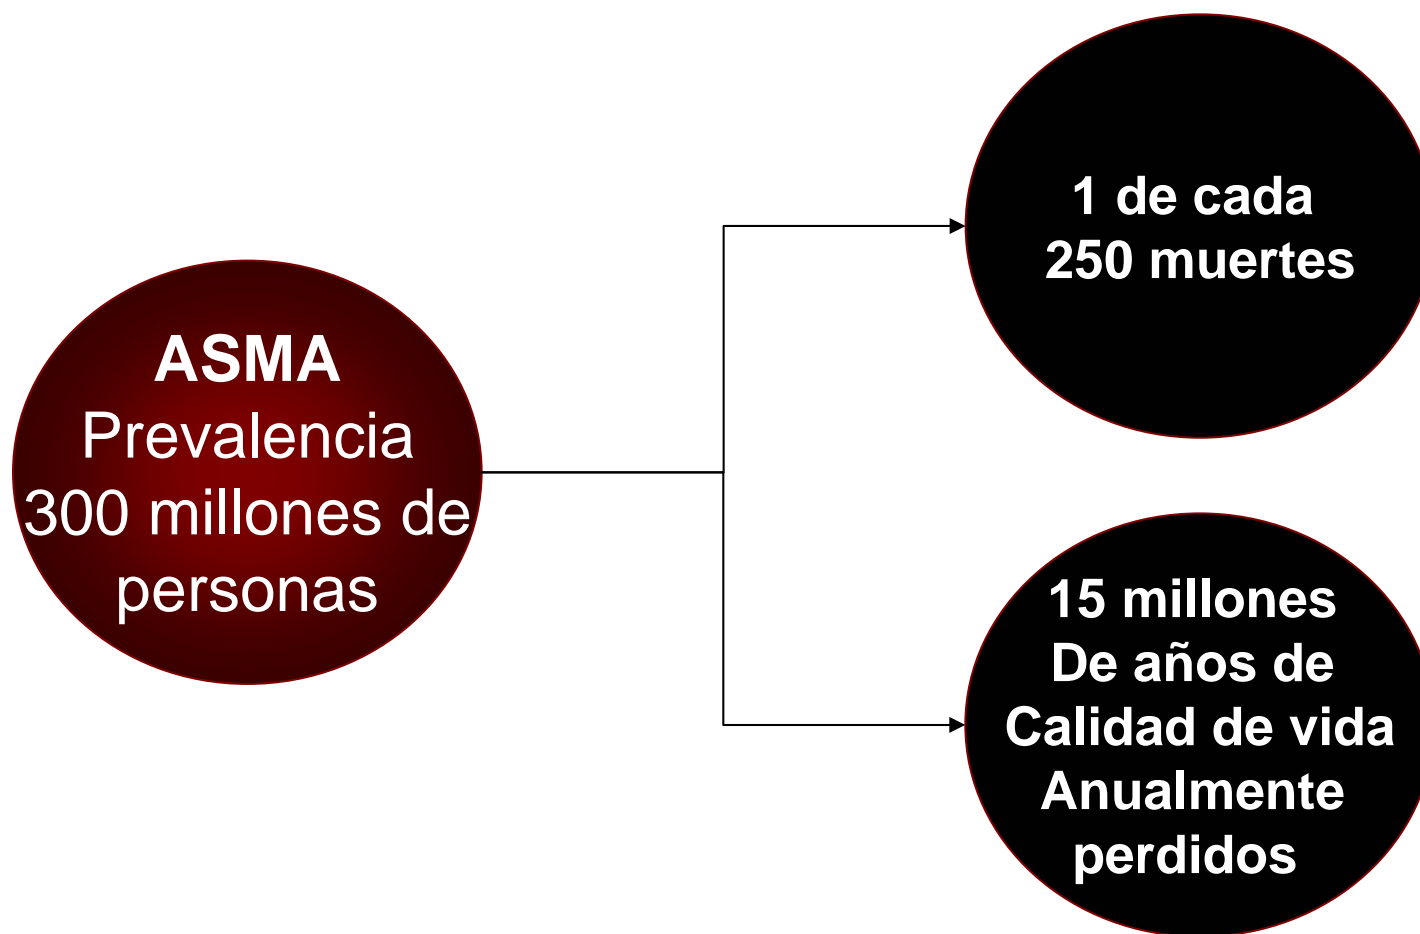 ASMA
Prevalencia
300 millones de
personas
1 de cada
250 muertes
15 millones
De años de
Calidad de vida
Anualmente
perdidos